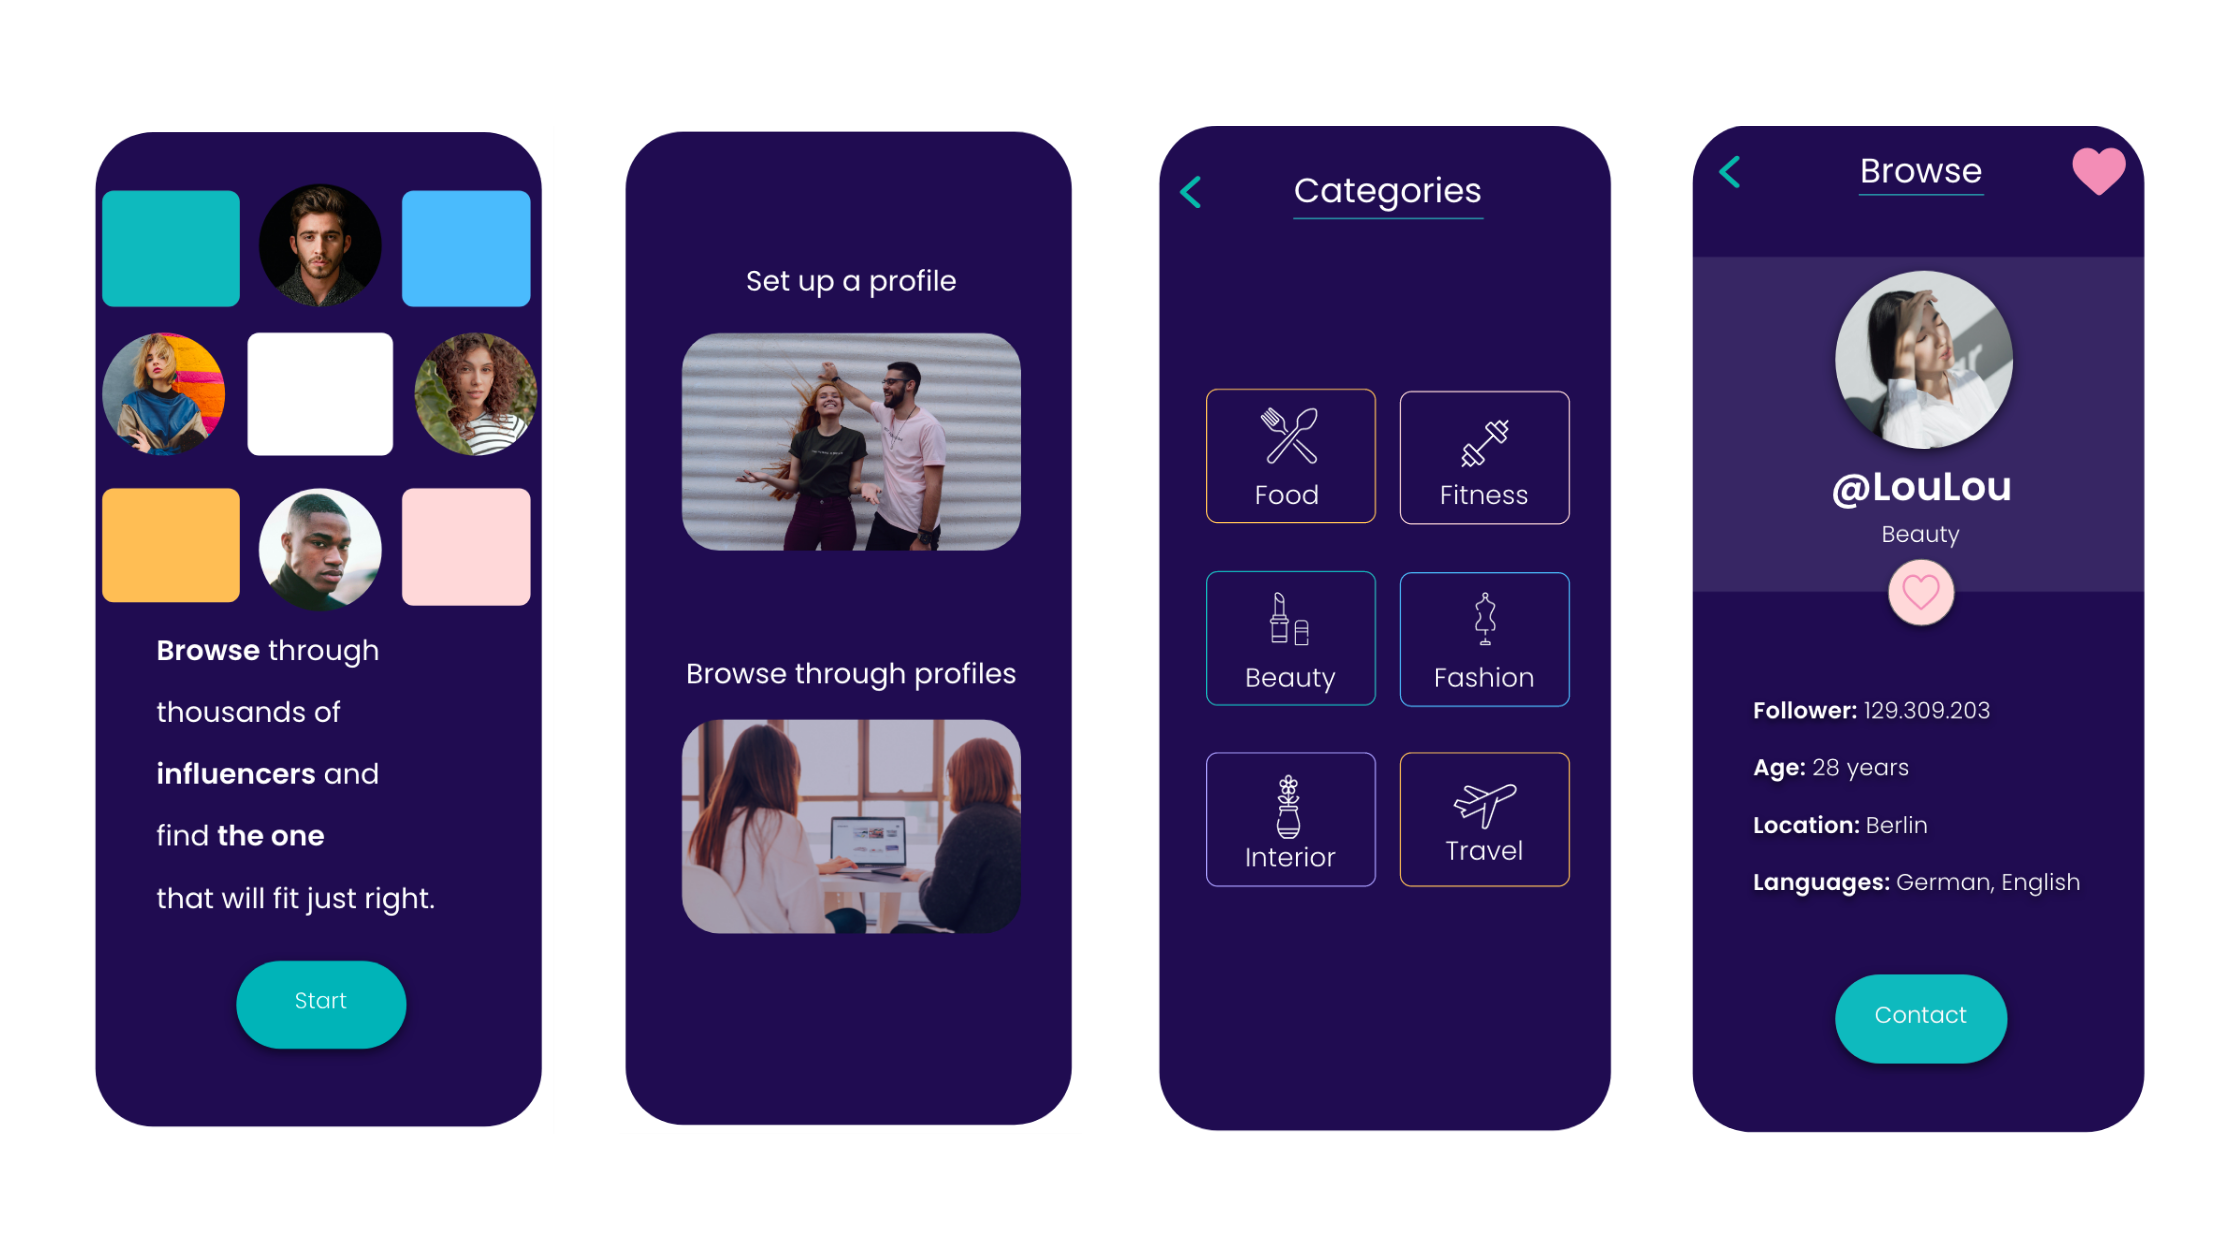 Browse through
thousands of
influencers and
find the one
that will fit just right.
Start
Set up a profile
Browse through profiles
Categories
Food
Fitness
Beauty
Fashion
Interior
Travel
Browse
@LouLou
Beauty
Follower: 129.309.203
Age: 28 years
Location: Berlin
Languages: German, English
Contact